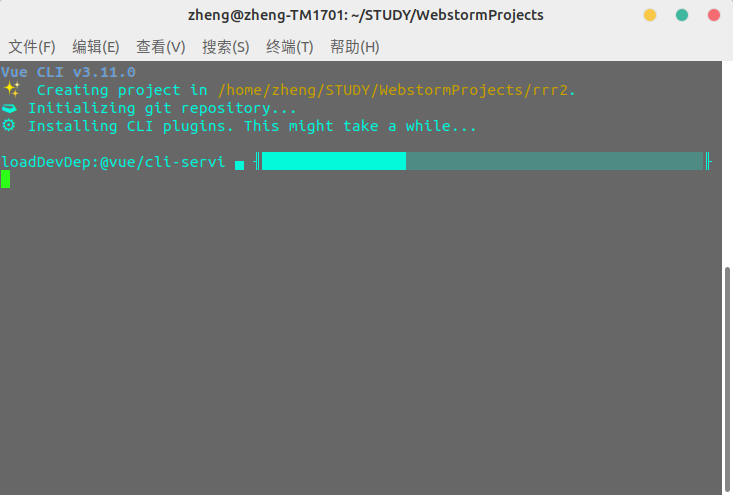 zheng@zheng-TM1701: ~/STUDY/WebstormProjects
文件(F) 编辑(E) 查看(V) 搜索(S) 终端(T) 帮助(H)
Vue CLI v3.11.0
✨ Creating project in /home/zheng/STUDY/WebstormProjects/rrr2.
Initializing git repository...
⚙ Installing CLI plugins. This might take a while...
loadDevDep:@vue/cli-servi